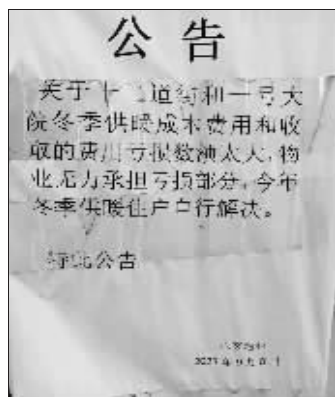 公告
关于十二道街和一号大
院冬季供暖成本费用和收
取的费用亏损数额太大,物
业无力承担亏损部分,今年
冬季供暖住户自行解决。
特此公告